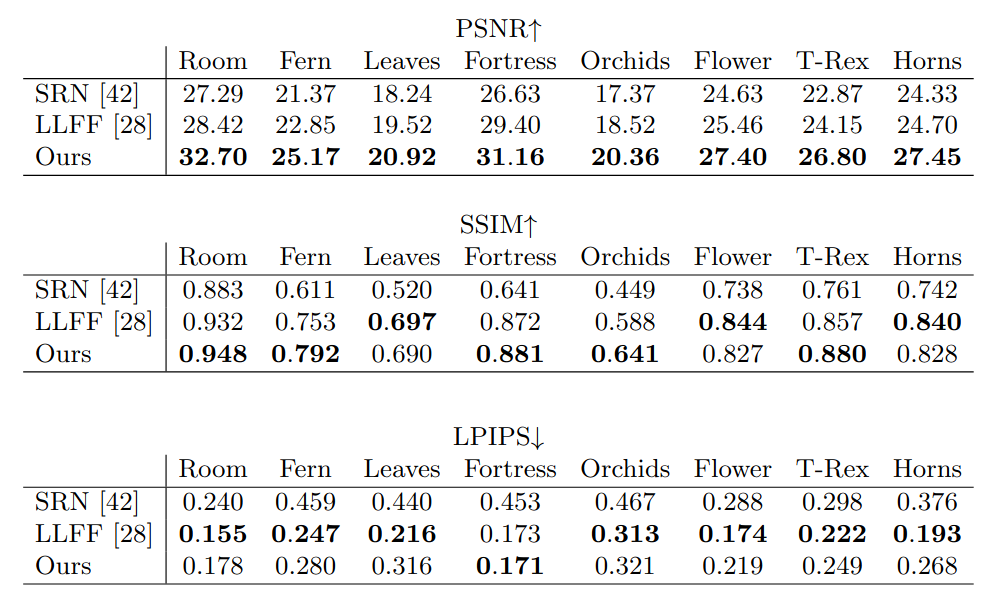 PSNR↑
Room Fern Leaves Fortress Orchids Flower T-Rex Horns
SRN [42] 27.29 21.37 18.24 26.63 17.37 24.63 22.87 24.33
LLFF [28] 28.42 22.85 19.52 29.40 18.52 25.46 24.15 24.70
Ours 32.70 25.17 20.92 31.16 20.36 27.40 26.80 27.45
SSIM↑
Room Fern Leaves Fortress Orchids Flower T-Rex Horns
SRN [42] 0.883 0.611 0.520 0.641 0.449 0.738 0.761 0.742
LLFF [28] 0.932 0.753 0.697 0.872 0.588 0.844 0.857 0.840
Ours 0.948 0.792 0.690 0.881 0.641 0.827 0.880 0.828
LPIPS↓
Room Fern Leaves Fortress Orchids Flower T-Rex Horns
SRN [42] 0.240 0.459 0.440 0.453 0.467 0.288 0.298 0.376
LLFF [28] 0.155 0.247 0.216 0.173 0.313 0.174 0.222 0.193
Ours 0.178 0.280 0.316 0.171 0.321 0.219 0.249 0.268